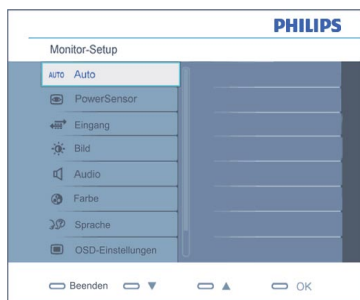 PHILIPS
Monitor-Setup
AUTO Auto
PowerSensor
Eingang
Bild
Audio
Farbe
Sprache
OSD-Einstellungen
Beenden ▼ ▲ OK